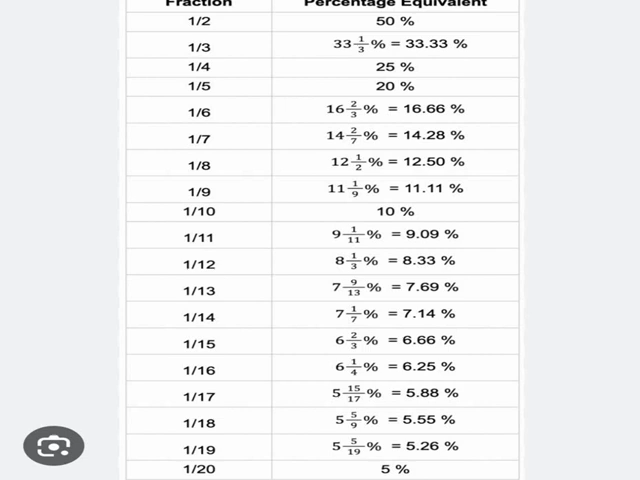 Fraction Percentage Equivalent
1/2 50 %
1/3 33 1/3 % = 33.33 %
1/4 25 %
1/5 20 %
1/6 16 2/3 % = 16.66 %
1/7 14 2/7 % = 14.28 %
1/8 12 1/2 % = 12.50 %
1/9 11 1/9 % = 11.11 %
1/10 10 %
1/11 9 1/11 % = 9.09 %
1/12 8 1/3 % = 8.33 %
1/13 7 9/13 % = 7.69 %
1/14 7 1/7 % = 7.14 %
1/15 6 2/3 % = 6.66 %
1/16 6 1/4 % = 6.25 %
1/17 5 15/17 % = 5.88 %
1/18 5 5/9 % = 5.55 %
1/19 5 5/19 % = 5.26 %
1/20 5 %